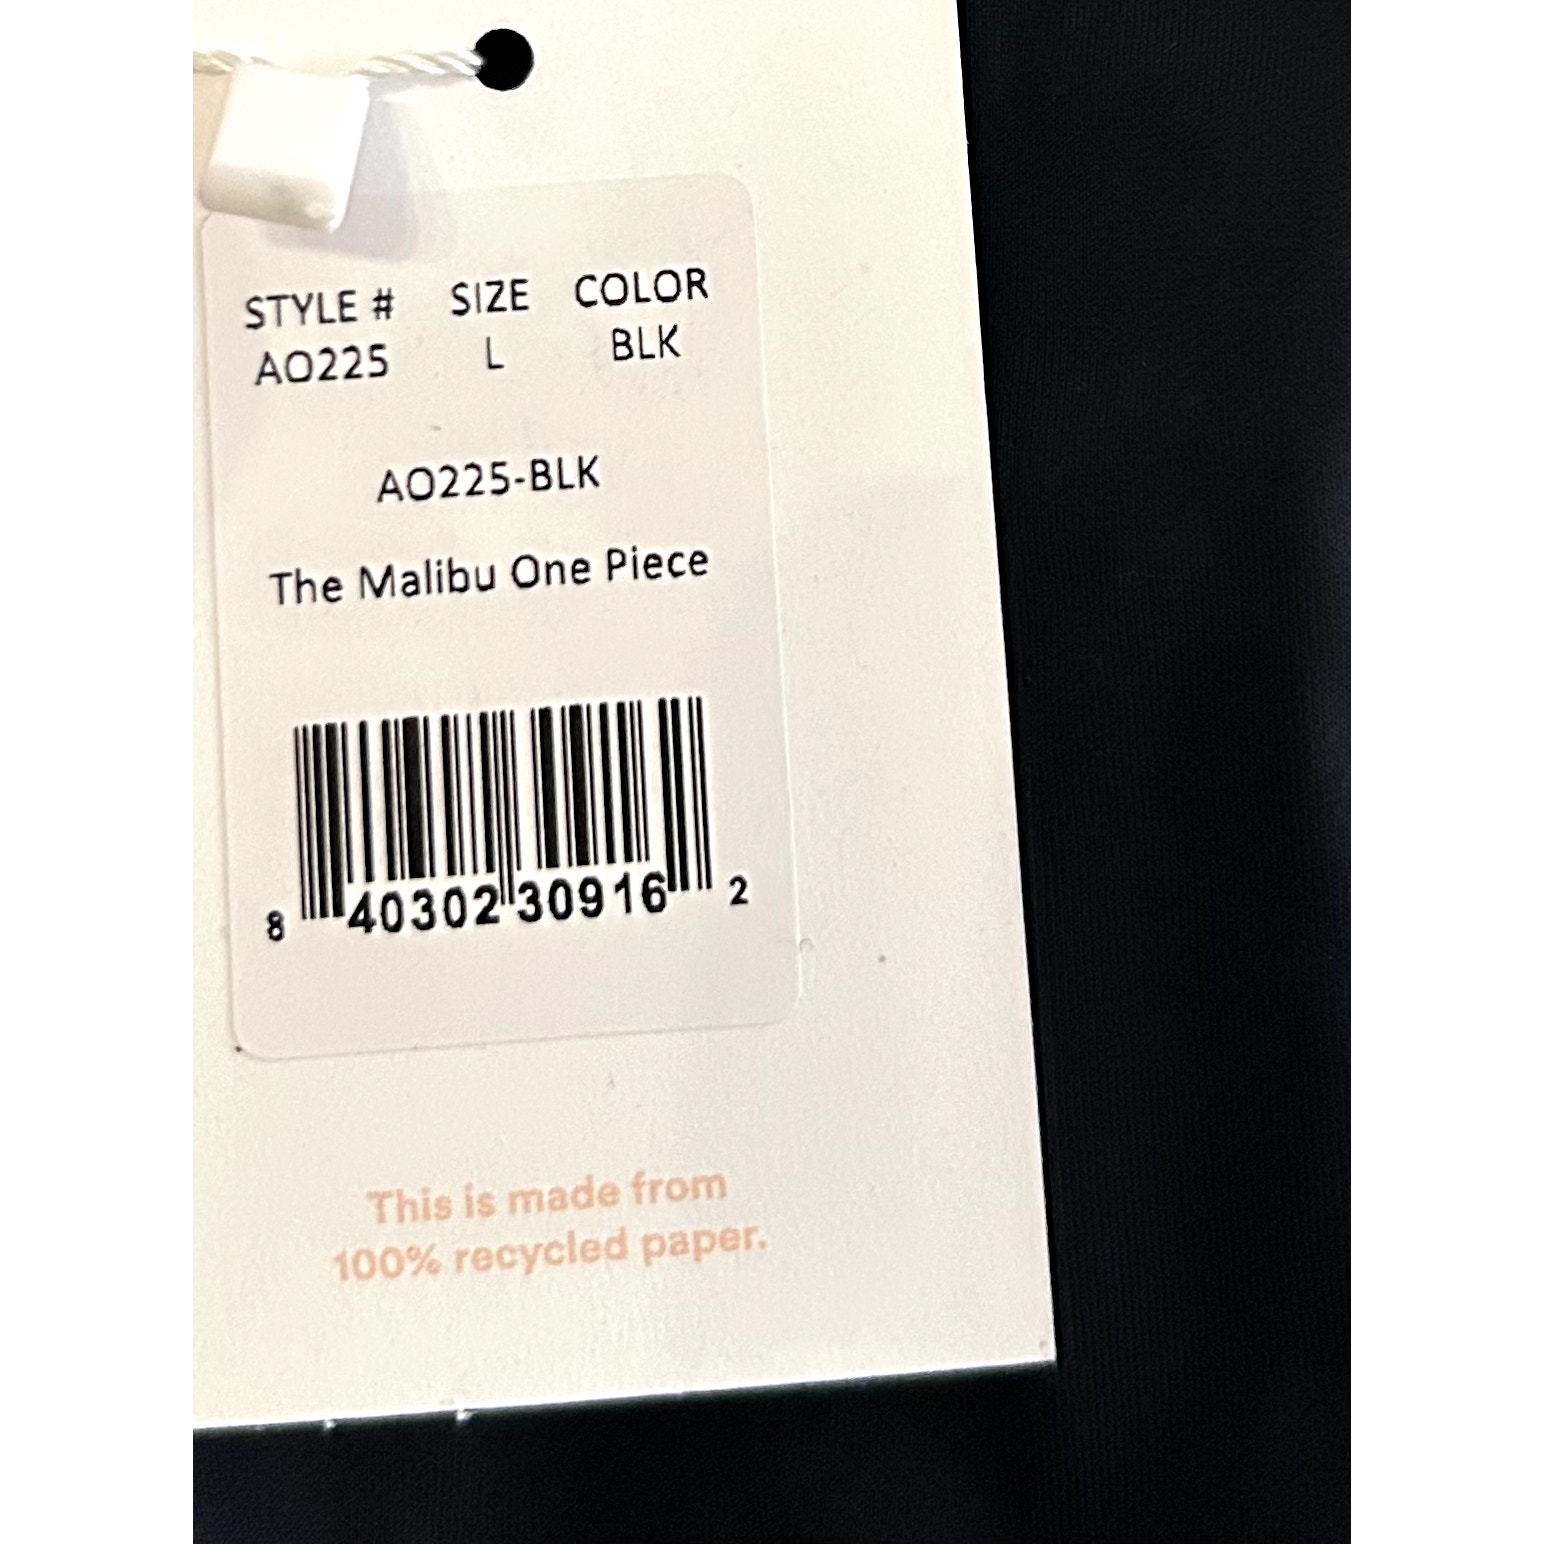 STYLE # SIZE COLOR
AO225 L BLK
AO225-BLK
The Malibu One Piece
8 40302 30916 2
This is made from
100% recycled paper.